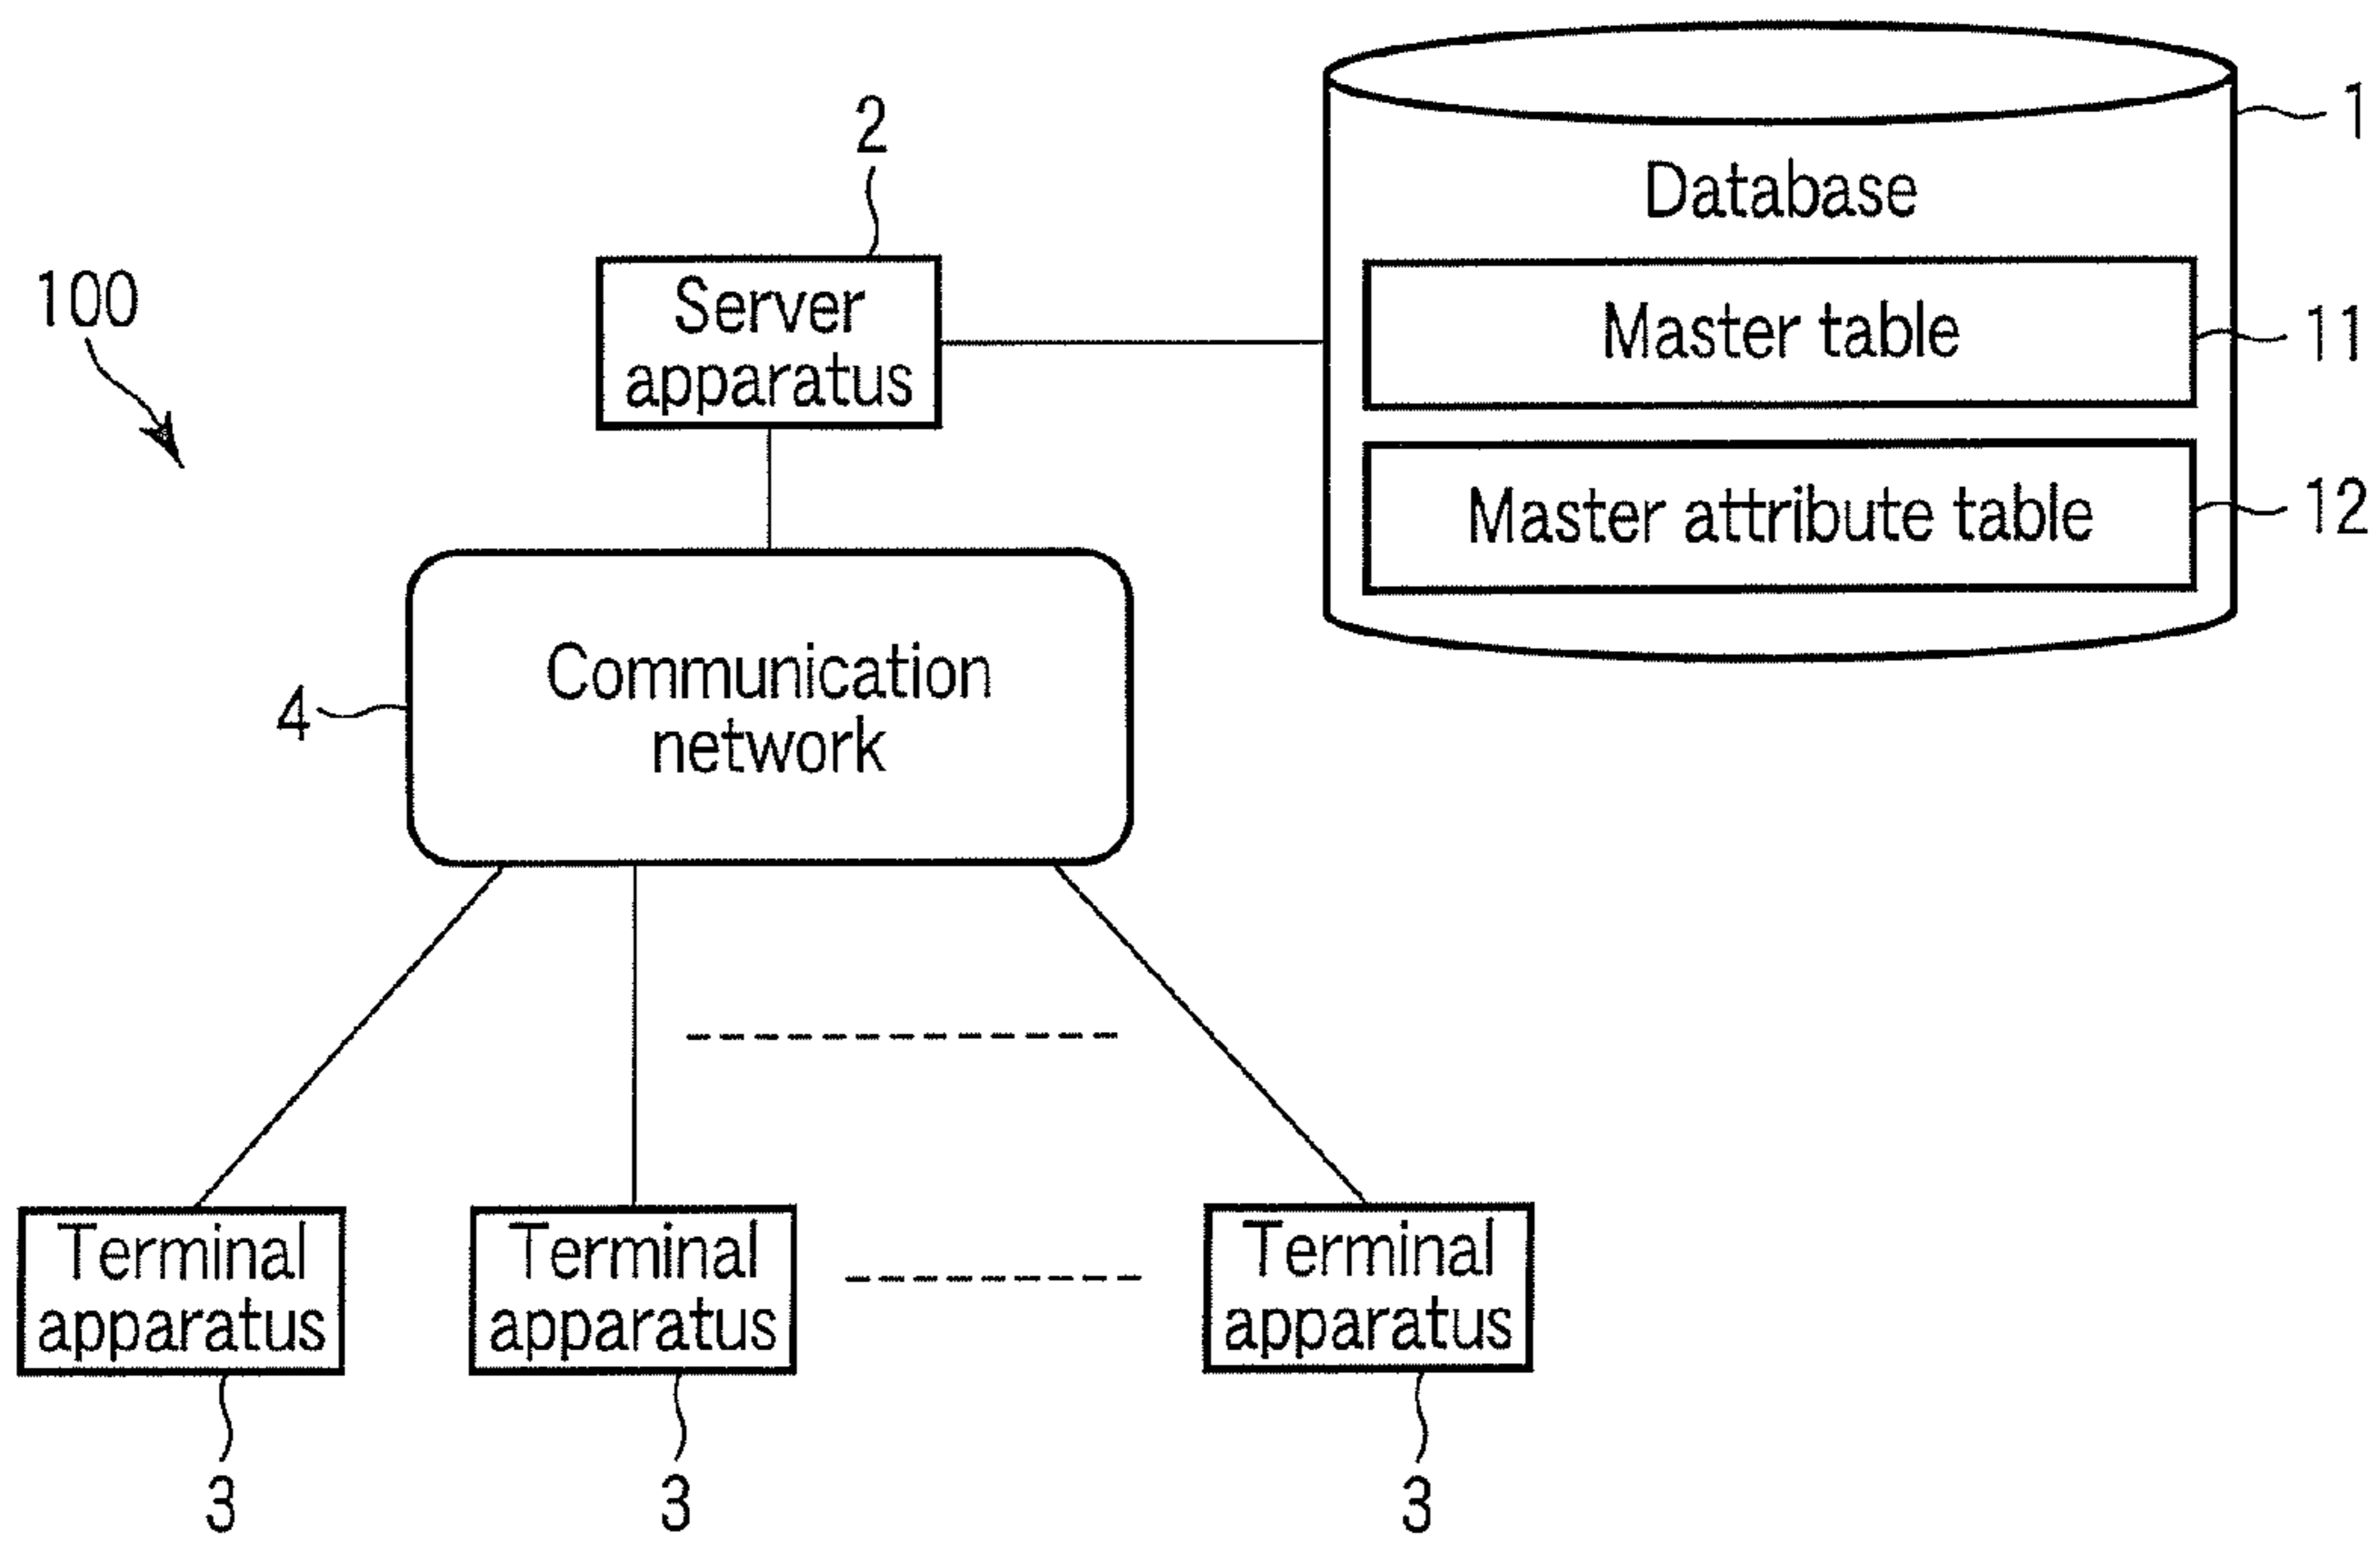 1
2
Database
100
Server
apparatus
Master table
11
Master attribute table
12
Communication
network
4
Terminal
apparatus
Terminal
apparatus
Terminal
apparatus
3
3
3